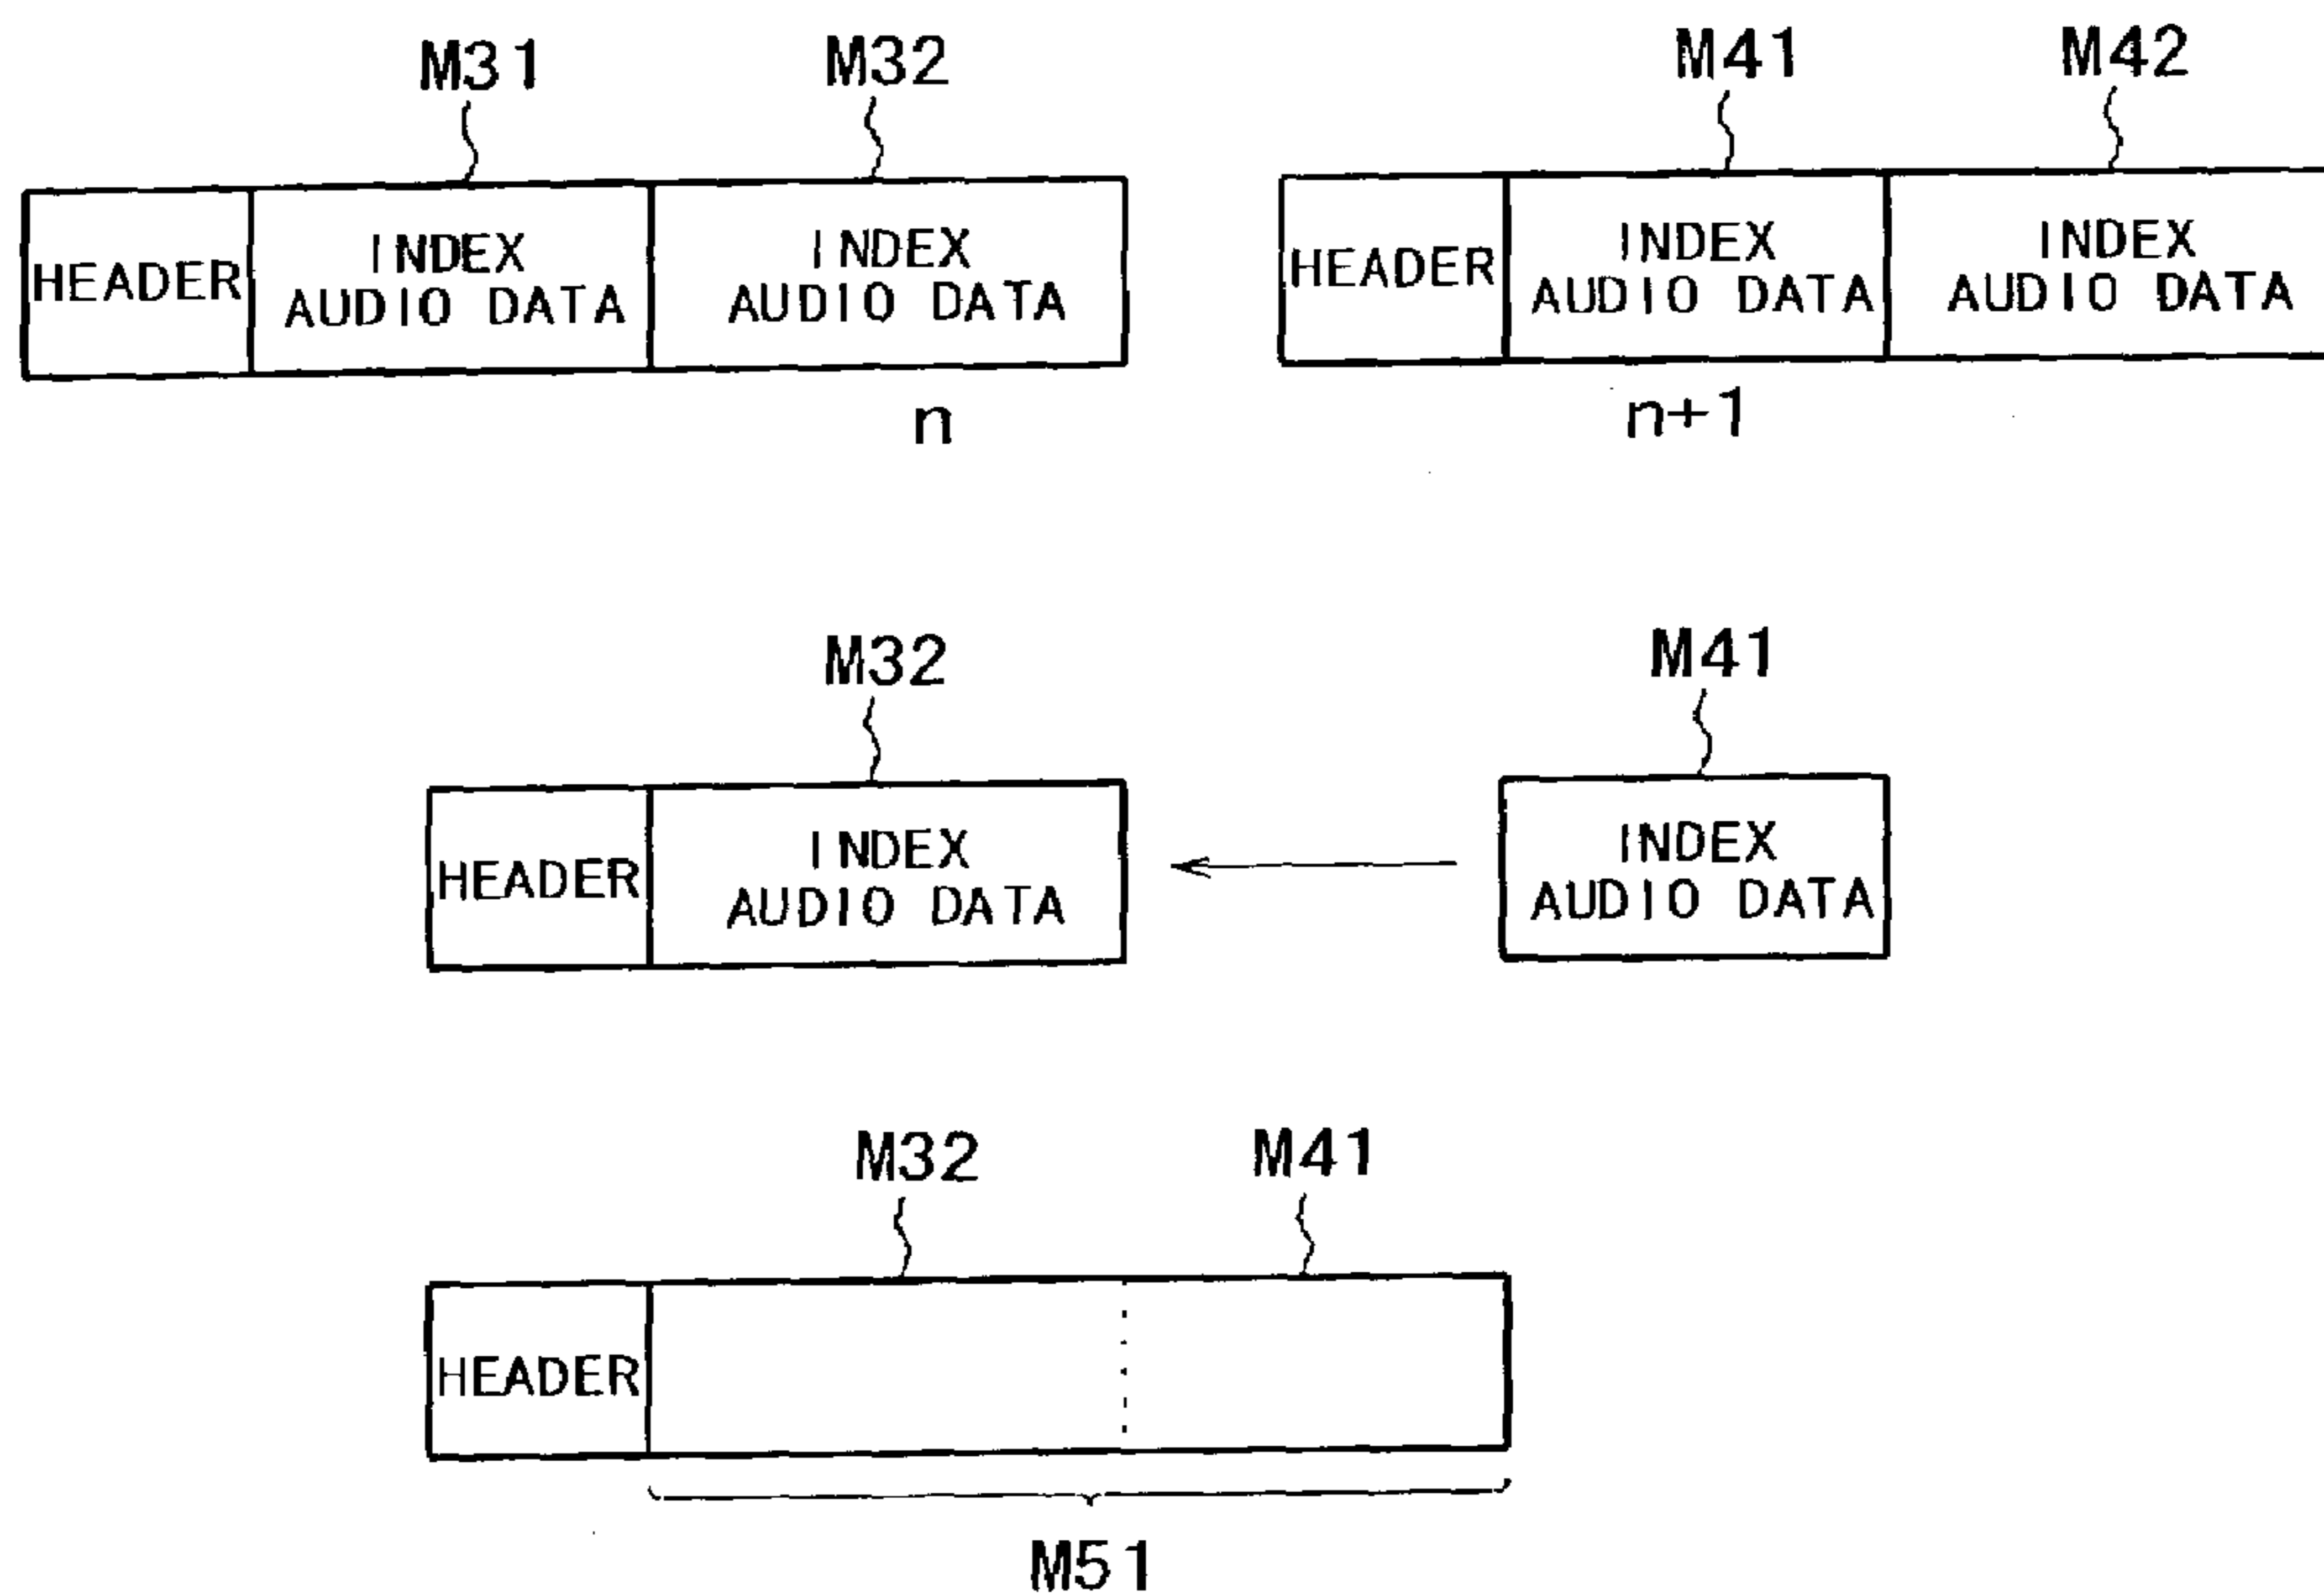 M31 M32 M41 M42
HEADER
INDEX
AUDIO DATA
INDEX
AUDIO DATA
HEADER
INDEX
AUDIO DATA
INDEX
AUDIO DATA
n n+1
M32 M41
HEADER
INDEX
AUDIO DATA
INDEX
AUDIO DATA
M32 M41
HEADER
M51